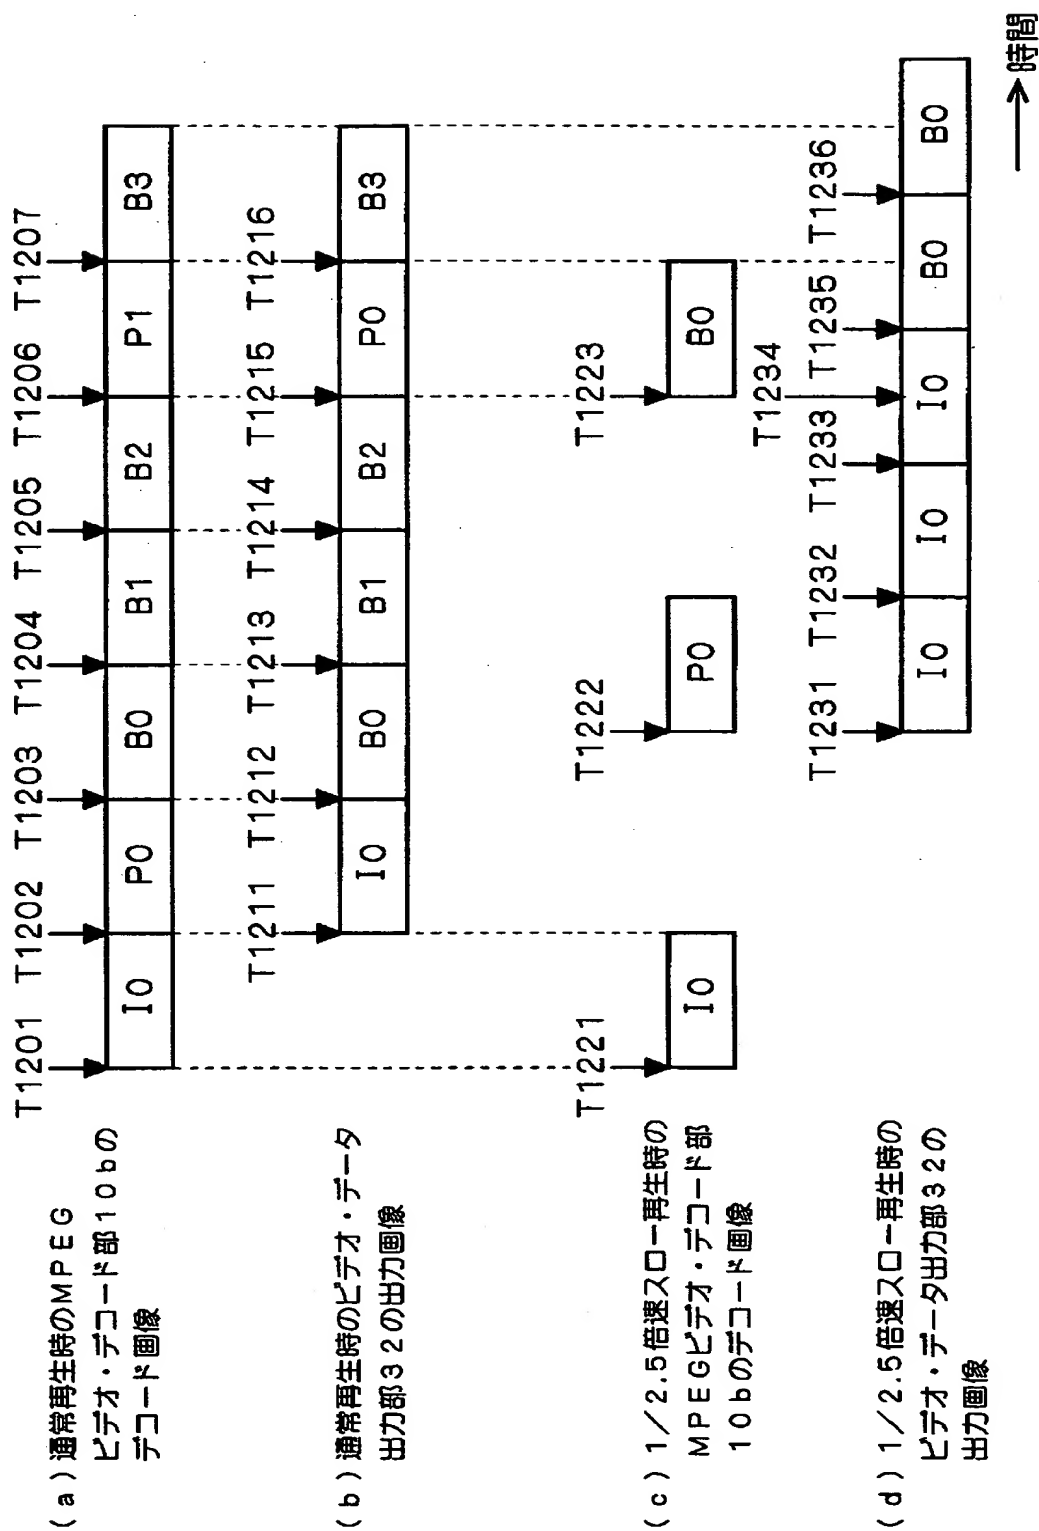 T1201 T1202 T1203 T1204 T1205 T1206 T1207
(a)通常再生時のMPEG
ビデオ・デコード部10bの
デコード画像
I0 P0 B0 B1 B2 P1 B3
T1211 T1212 T1213 T1214 T1215 T1216
(b)通常再生時のビデオ・データ
出力部32の出力画像
I0 B0 B1 B2 P0 B3
T1221 T1222 T1223
(c)1/2.5倍速スロー再生時の
MPEGビデオ・デコード部
10bのデコード画像
I0 P0 B0
T1234
T1231 T1232 T1233 T1235 T1236
(d)1/2.5倍速スロー再生時の
ビデオ・データ出力部32の
出力画像
I0 I0 I0 B0 B0
時間